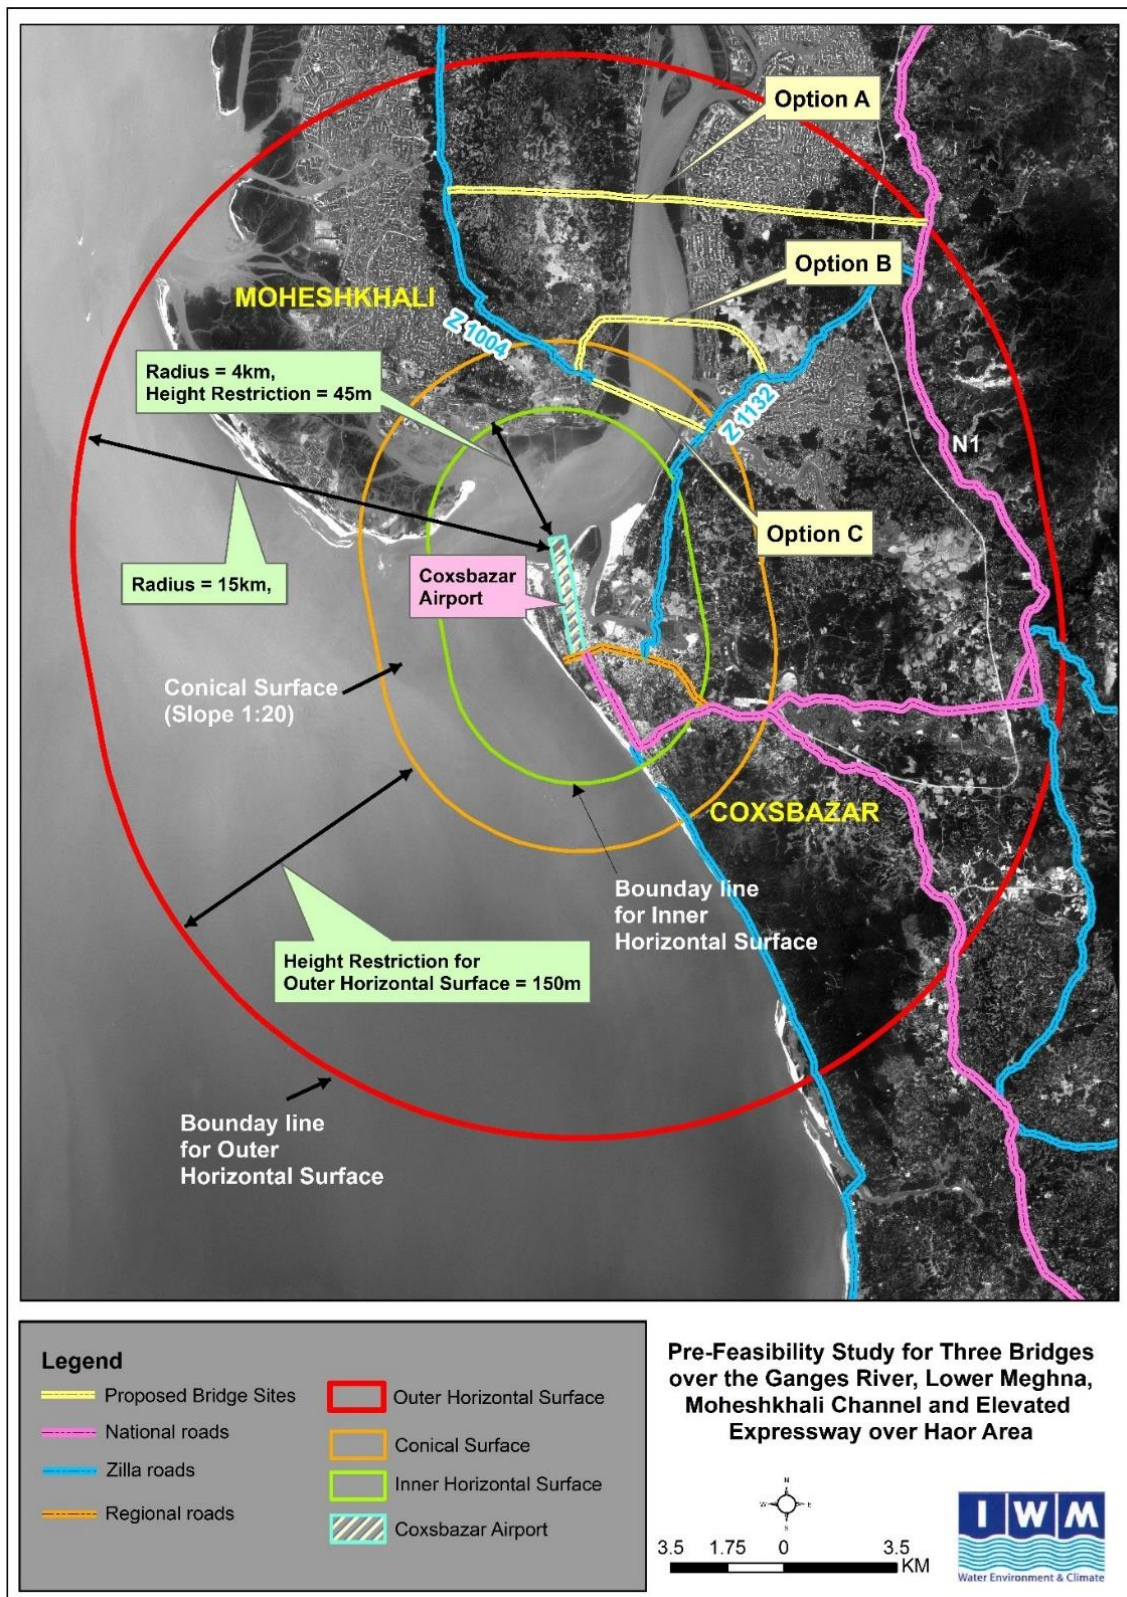 Option A
Option B
MOHESHKHALI
Z 1004
Radius = 4km,
Height Restriction = 45m
Z 1132
N1
Option C
Radius = 15km,
Coxsbazar
Airport
Conical Surface
(Slope 1:20)
COXSBAZAR
Bounday line
for Inner
Horizontal Surface
Height Restriction for
Outer Horizontal Surface = 150m
Bounday line
for Outer
Horizontal Surface
Legend
Proposed Bridge Sites
National roads
Zilla roads
Regional roads
Outer Horizontal Surface
Conical Surface
Inner Horizontal Surface
Coxsbazar Airport
Pre-Feasibility Study for Three Bridges
over the Ganges River, Lower Meghna,
Moheshkhali Channel and Elevated
Expressway over Haor Area
N
W E
S
3.5 1.75 0 3.5
KM
IWM
Water Environment & Climate